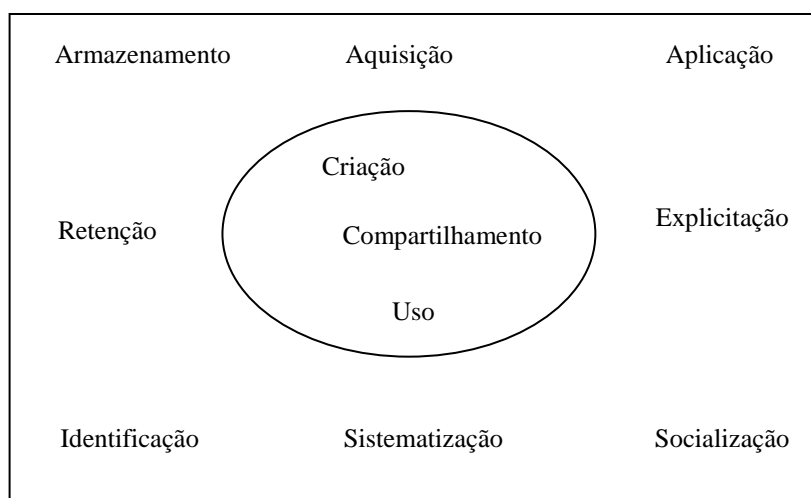 Armazenamento Aquisição Aplicação
Criação
Retenção Compartilhamento Explicitação
Uso
Identificação Sistematização Socialização